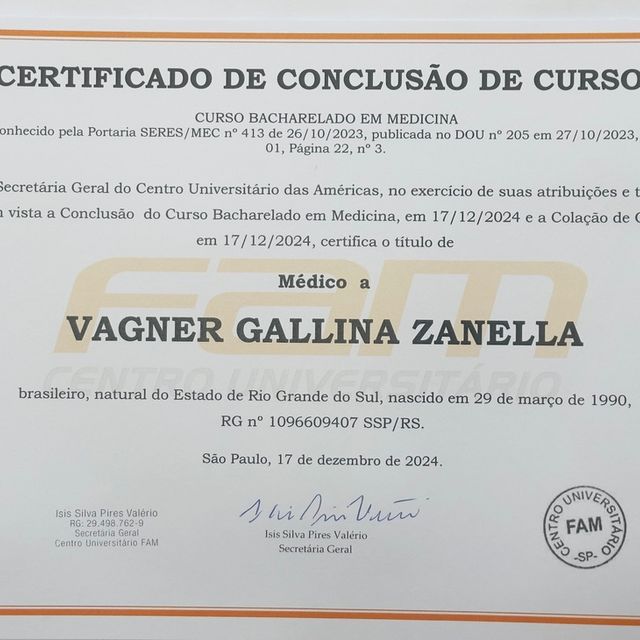 CERTIFICADO DE CONCLUSÃO DE CURSO
CURSO BACHARELADO EM MEDICINA
onhecido pela Portaria SERES/MEC nº 413 de 26/10/2023, publicada no DOU nº 205 em 27/10/2023,
01, Página 22, nº 3.
Secretária Geral do Centro Universitário das Américas, no exercício de suas atribuições e t
vista a Conclusão do Curso Bacharelado em Medicina, em 17/12/2024 e a Colação de
em 17/12/2024, certifica o título de
Médico a
fam
VAGNER GALLINA ZANELLA
CENTRO UNIVERSITÁRIO
brasileiro, natural do Estado de Rio Grande do Sul, nascido em 29 de março de 1990,
RG nº 1096609407 SSP/RS.
São Paulo, 17 de dezembro de 2024.
Isis Silva Pires Valério
RG: 29.498.762-9
Secretária Geral
Centro Universitário FAM
Isis Silva Pires Valério
Secretária Geral
CENTRO UNIVERSITÁRIO
FAM
-SP-